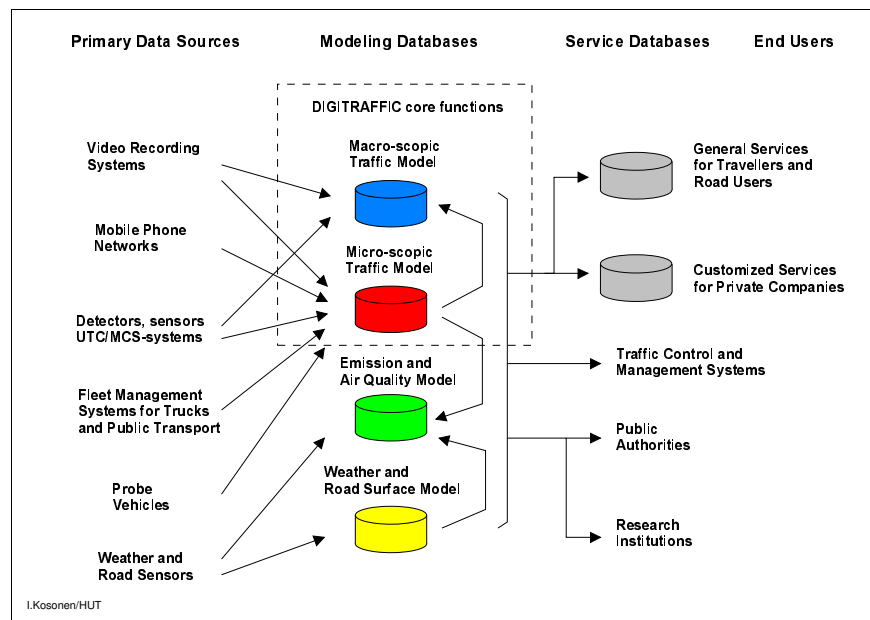 Primary Data Sources
Modeling Databases
Service Databases
End Users
DIGITRAFFIC core functions
Video Recording
Systems
Mobile Phone
Networks
Detectors, sensors
UTC/MCS-systems
Fleet Management
Systems for Trucks
and Public Transport
Probe
Vehicles
Weather and
Road Sensors
Macro-scopic
Traffic Model
Micro-scopic
Traffic Model
Emission and
Air Quality Model
Weather and
Road Surface Model
General Services
for Travellers and
Road Users
Customized Services
for Private Companies
Traffic Control and
Management Systems
Public
Authorities
Research
Institutions
I.Kosonen/HUT